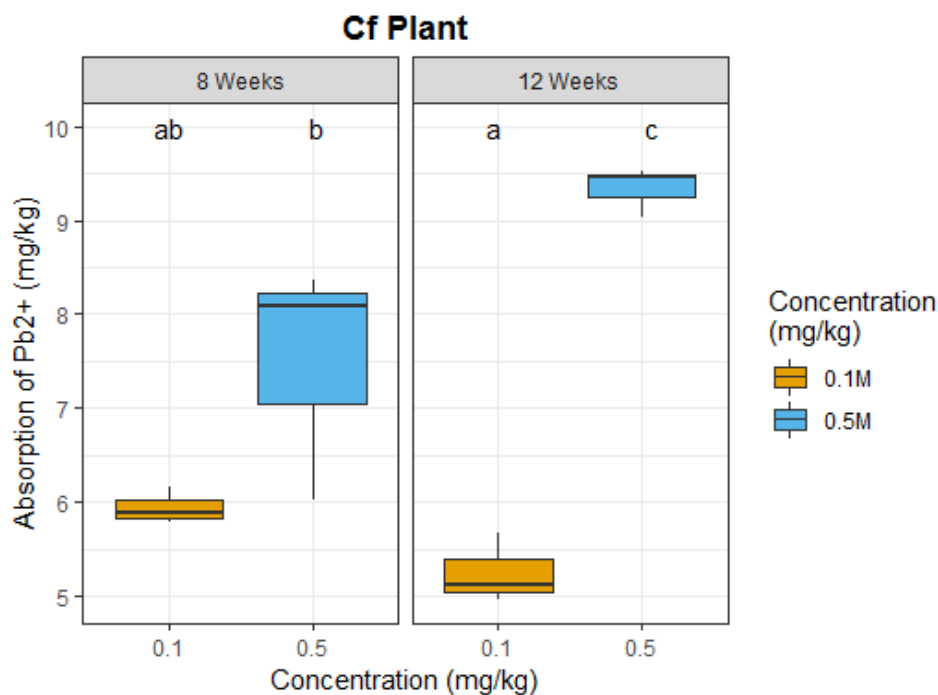 Cf Plant
8 Weeks
12 Weeks
ab
b
a
c
10
9
8
7
6
5
Absorption of Pb2+ (mg/kg)
0.1
0.5
0.1
0.5
Concentration (mg/kg)
Concentration
(mg/kg)
0.1M
0.5M